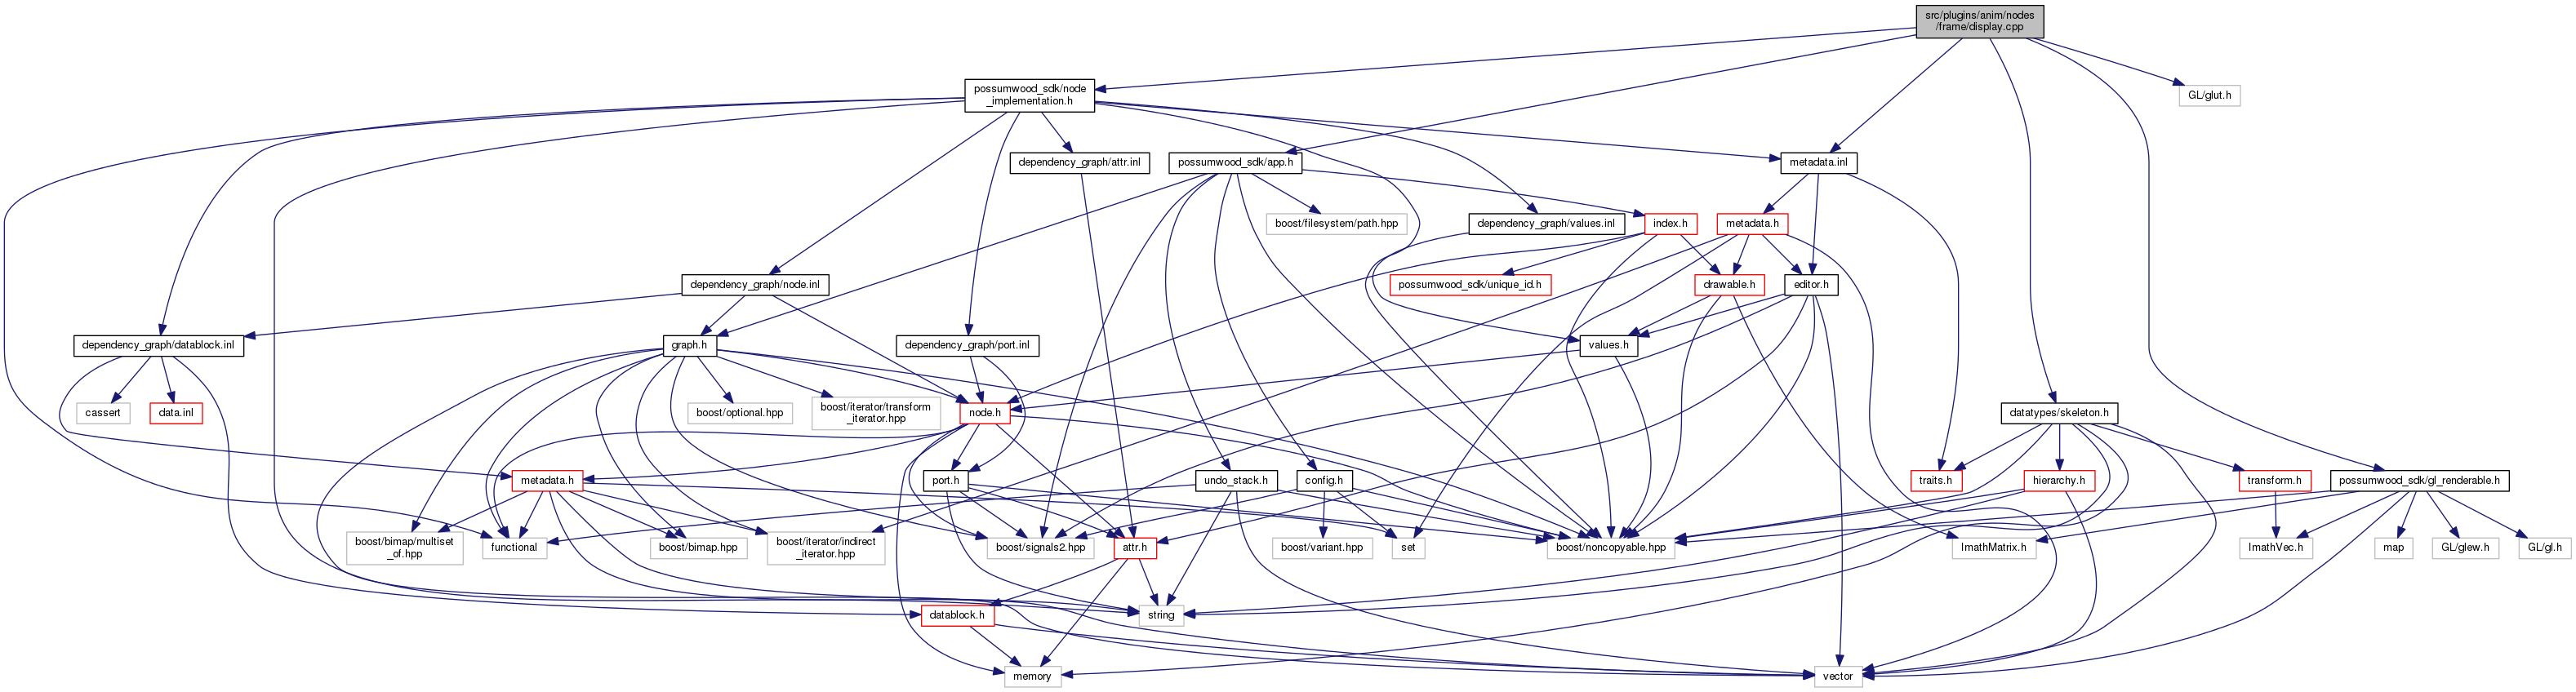 src/plugins/anim/nodes
/frame/display.cpp
possumwood_sdk/node
_implementation.h
GL/glut.h
dependency_graph/attr.inl
possumwood_sdk/app.h
metadata.inl
boost/filesystem/path.hpp
dependency_graph/values.inl
index.h
metadata.h
dependency_graph/node.inl
possumwood_sdk/unique_id.h
drawable.h
editor.h
dependency_graph/datablock.inl
graph.h
dependency_graph/port.inl
values.h
cassert
data.inl
boost/optional.hpp
boost/iterator/transform
_iterator.hpp
node.h
datatypes/skeleton.h
metadata.h
port.h
undo_stack.h
config.h
traits.h
hierarchy.h
transform.h
possumwood_sdk/gl_renderable.h
boost/bimap/multiset
_of.hpp
functional
boost/bimap.hpp
boost/iterator/indirect
_iterator.hpp
boost/signals2.hpp
attr.h
boost/variant.hpp
set
boost/noncopyable.hpp
ImathMatrix.h
ImathVec.h
map
GL/glew.h
GL/gl.h
datablock.h
string
memory
vector